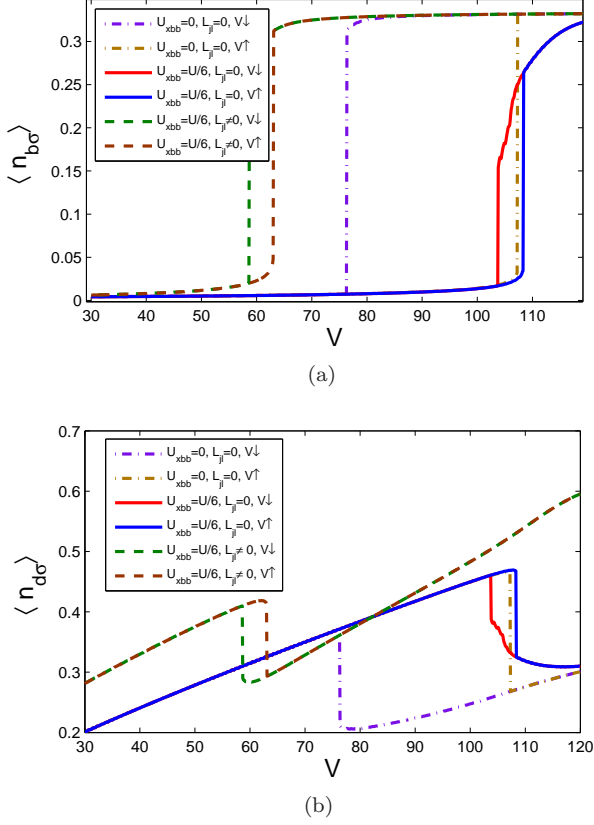 0.3
0.25
0.2
0.15
0.1
0.05
0
⟨ n_bσ ⟩
U_xbb=0, L_jl=0, V↓
U_xbb=0, L_jl=0, V↑
U_xbb=U/6, L_jl=0, V↓
U_xbb=U/6, L_jl=0, V↑
U_xbb=U/6, L_jl≠0, V↓
U_xbb=U/6, L_jl≠0, V↑
30 40 50 60 70 80 90 100 110
V
(a)
0.7
0.6
0.5
0.4
0.3
0.2
⟨ n_dσ ⟩
U_xbb=0, L_jl=0, V↓
U_xbb=0, L_jl=0, V↑
U_xbb=U/6, L_jl=0, V↓
U_xbb=U/6, L_jl=0, V↑
U_xbb=U/6, L_jl≠ 0, V↓
U_xbb=U/6, L_jl≠ 0, V↑
30 40 50 60 70 80 90 100 110 120
V
(b)